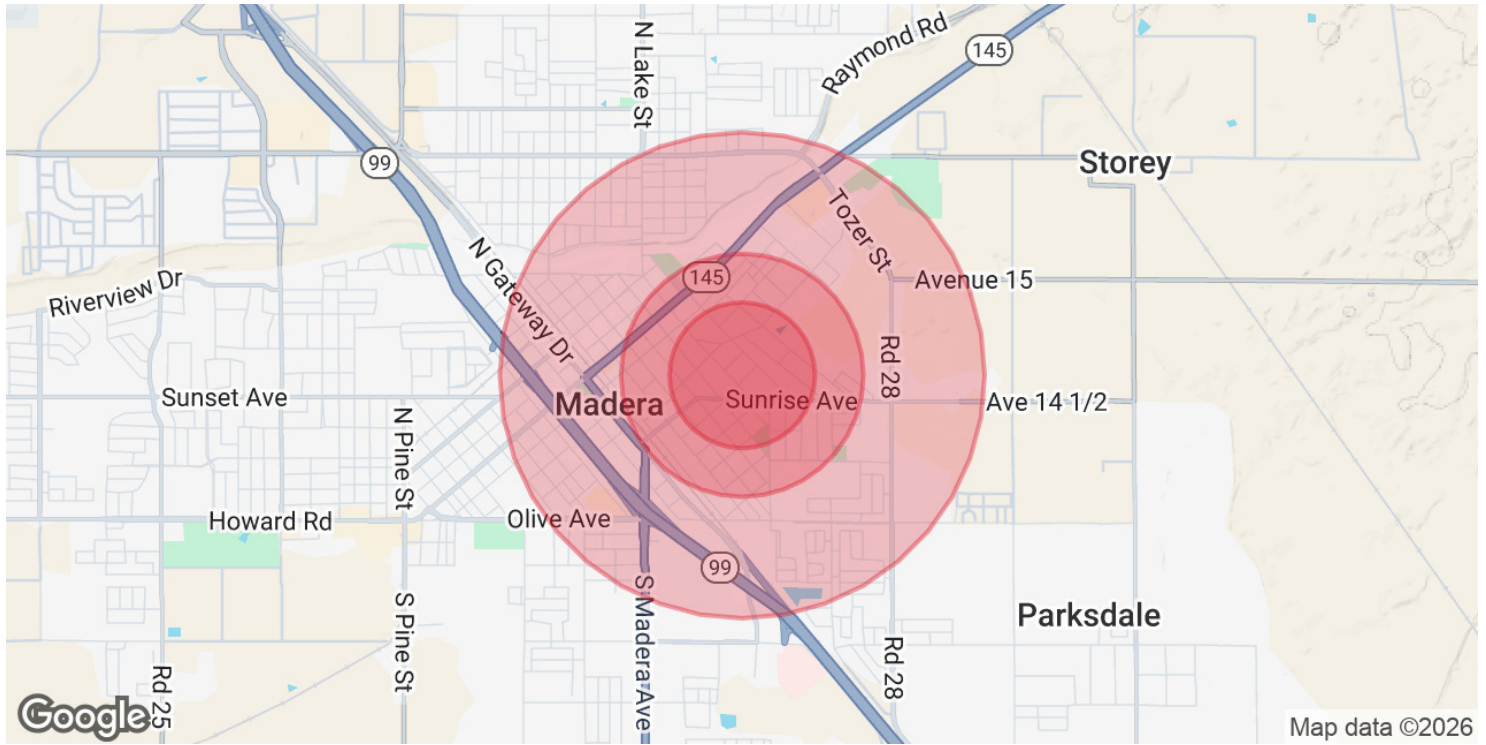 N Lake St
Raymond Rd
145
99
Storey
Tozer St
N Gateway Dr
145
Avenue 15
Riverview Dr
Rd 28
Sunset Ave
Madera
Sunrise Ave
Ave 14 1/2
N Pine St
Howard Rd
Olive Ave
99
S Madera Ave
S Pine St
Parksdale
Rd 28
Rd 25
Google
Map data ©2026